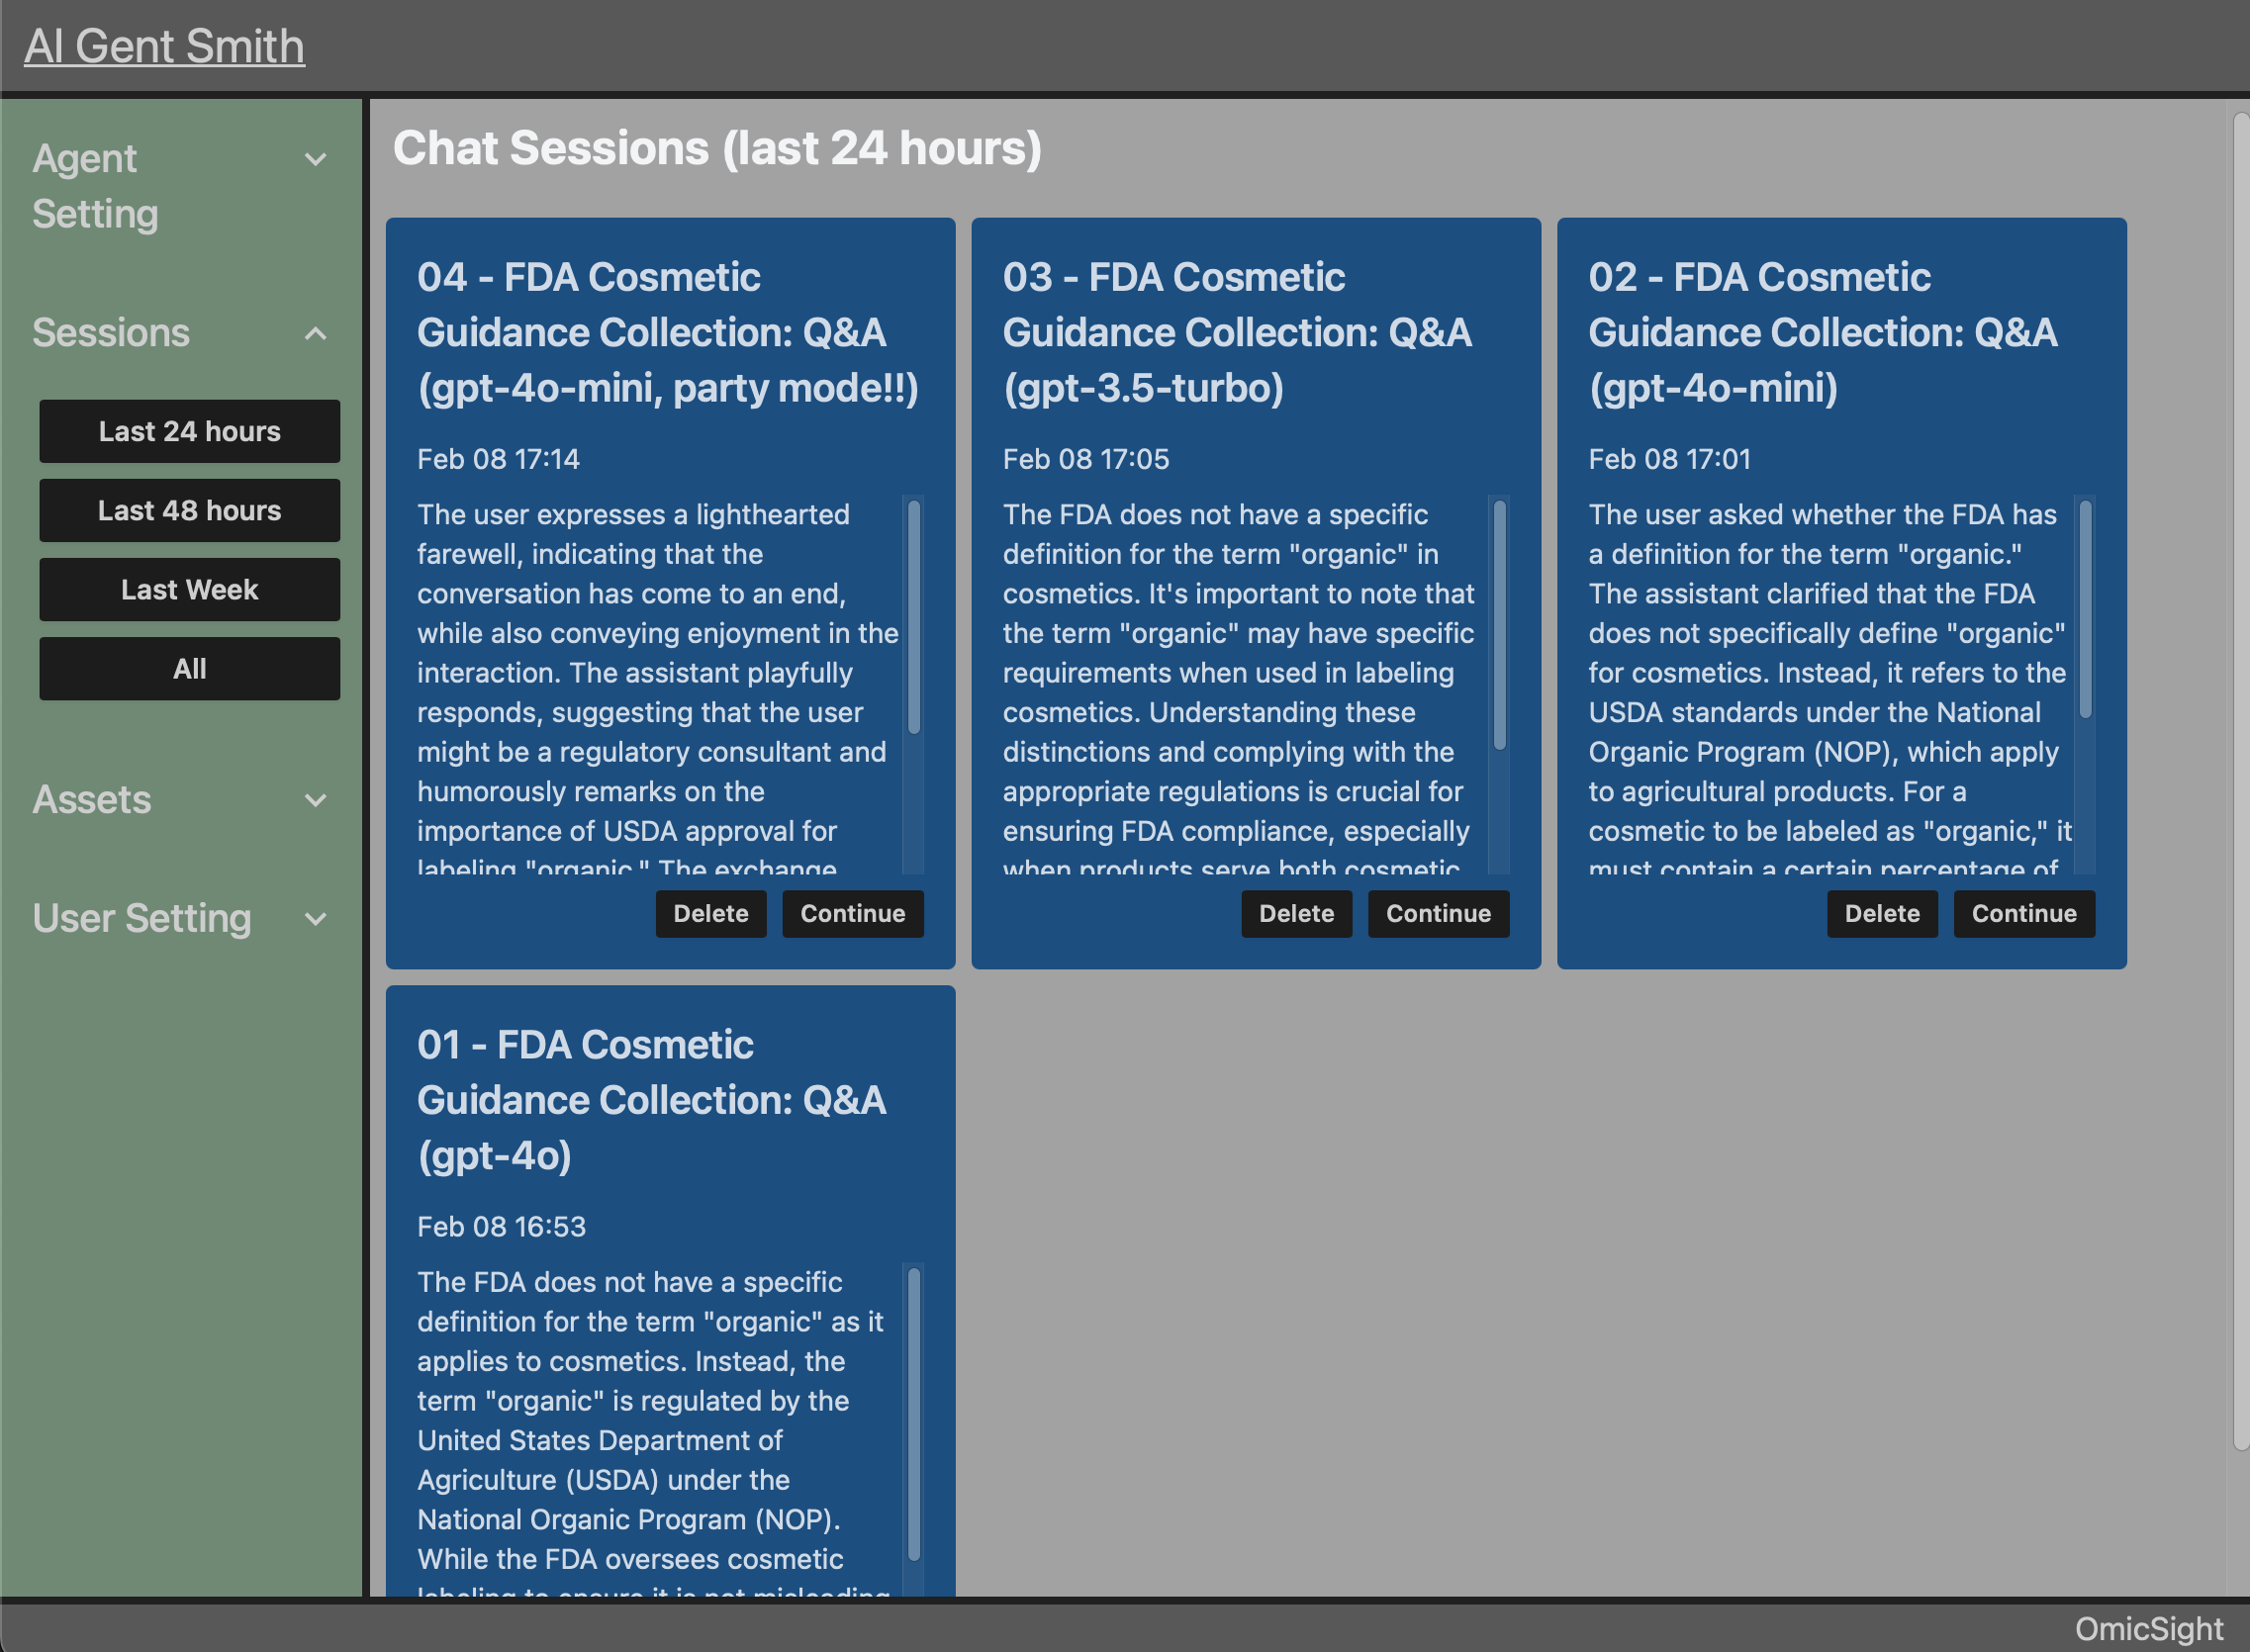 AI Gent Smith
Agent
Setting
Sessions
Last 24 hours
Last 48 hours
Last Week
All
Assets
User Setting
Chat Sessions (last 24 hours)
04 - FDA Cosmetic
Guidance Collection: Q&A
(gpt-4o-mini, party mode!!)
Feb 08 17:14
The user expresses a lighthearted
farewell, indicating that the
conversation has come to an end,
while also conveying enjoyment in the
interaction. The assistant playfully
responds, suggesting that the user
might be a regulatory consultant and
humorously remarks on the
importance of USDA approval for
labeling "organic." The exchange
Delete Continue
03 - FDA Cosmetic
Guidance Collection: Q&A
(gpt-3.5-turbo)
Feb 08 17:05
The FDA does not have a specific
definition for the term "organic" in
cosmetics. It's important to note that
the term "organic" may have specific
requirements when used in labeling
cosmetics. Understanding these
distinctions and complying with the
appropriate regulations is crucial for
ensuring FDA compliance, especially
when products serve both cosmetic
Delete Continue
02 - FDA Cosmetic
Guidance Collection: Q&A
(gpt-4o-mini)
Feb 08 17:01
The user asked whether the FDA has
a definition for the term "organic."
The assistant clarified that the FDA
does not specifically define "organic"
for cosmetics. Instead, it refers to the
USDA standards under the National
Organic Program (NOP), which apply
to agricultural products. For a
cosmetic to be labeled as "organic," it
must contain a certain percentage of
Delete Continue
01 - FDA Cosmetic
Guidance Collection: Q&A
(gpt-4o)
Feb 08 16:53
The FDA does not have a specific
definition for the term "organic" as it
applies to cosmetics. Instead, the
term "organic" is regulated by the
United States Department of
Agriculture (USDA) under the
National Organic Program (NOP).
While the FDA oversees cosmetic
labeling to ensure it is not misleading
OmicSight